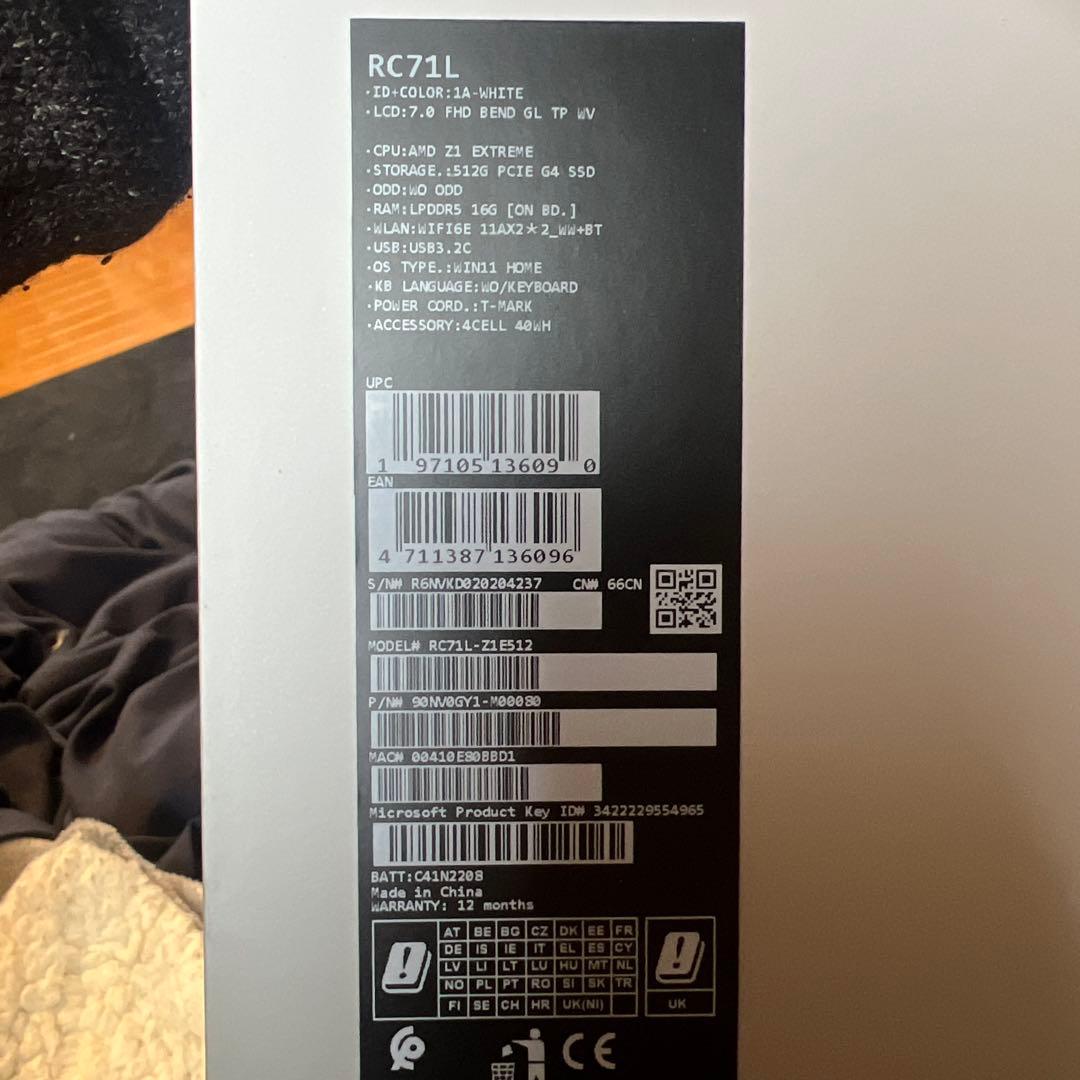 RC71L
·ID+COLOR:1A-WHITE
·LCD:7.0 FHD BEND GL TP WV
·CPU:AMD Z1 EXTREME
·STORAGE.:512G PCIE G4 SSD
·ODD:WO ODD
·RAM:LPDDR5 16G [ON BD.]
·WLAN:WIFI6E 11AX2*2_WW+BT
·USB:USB3.2C
·OS TYPE.:WIN11 HOME
·KB LANGUAGE:WO/KEYBOARD
·POWER CORD.:T-MARK
·ACCESSORY:4CELL 40WH
UPC
1 97105 13609 0
EAN
4 711387 136096
S/N# R6NVKD020204237 CN# 66CN
MODEL# RC71L-Z1E512
P/N# 90NV0GY1-M00080
MAC# 00410E80BBD1
Microsoft Product Key ID# 3422229554965
BATT:C41N2208
Made in China
WARRANTY: 12 months
AT BE BG CZ DK EE FR
DE IS IE IT EL ES CY
LV LI LT LU HU MT NL
NO PL PT RO SI SK TR
FI SE CH HR UK(NI)
UK
CE